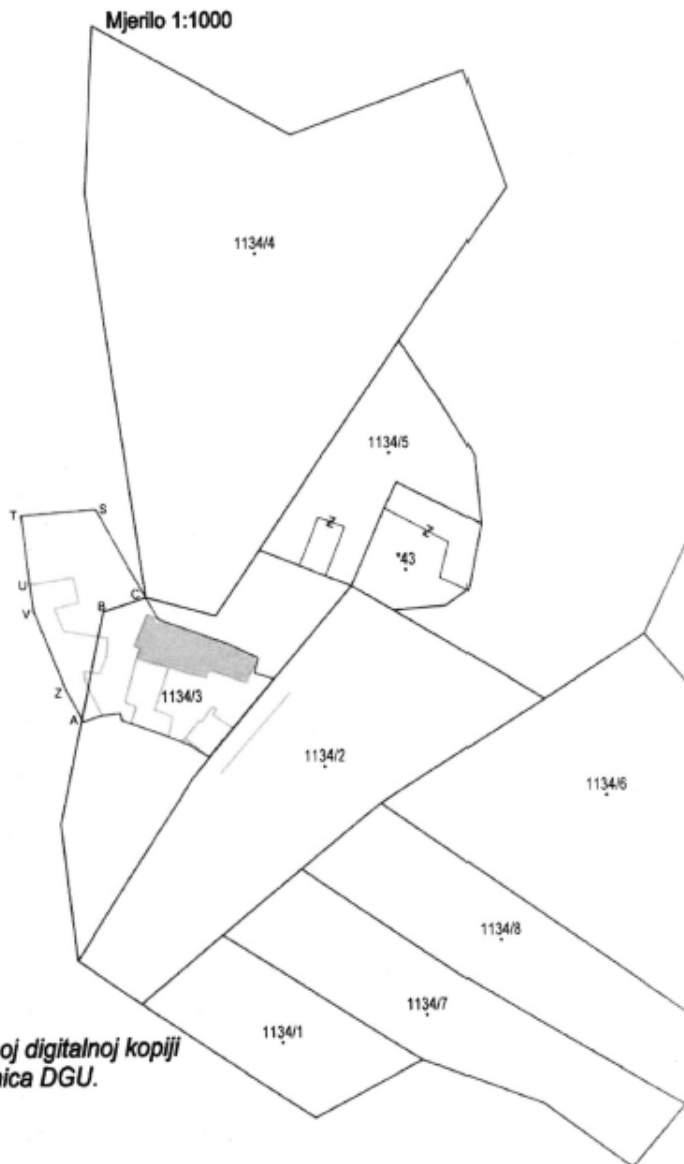 Mjerilo 1:1000
1134/4
1134/5
T
S
Z
Z
*43
U
C
B
V
Z
1134/3
A
1134/2
1134/6
1134/8
1134/7
1134/1
oj digitalnoj kopiji
nica DGU.